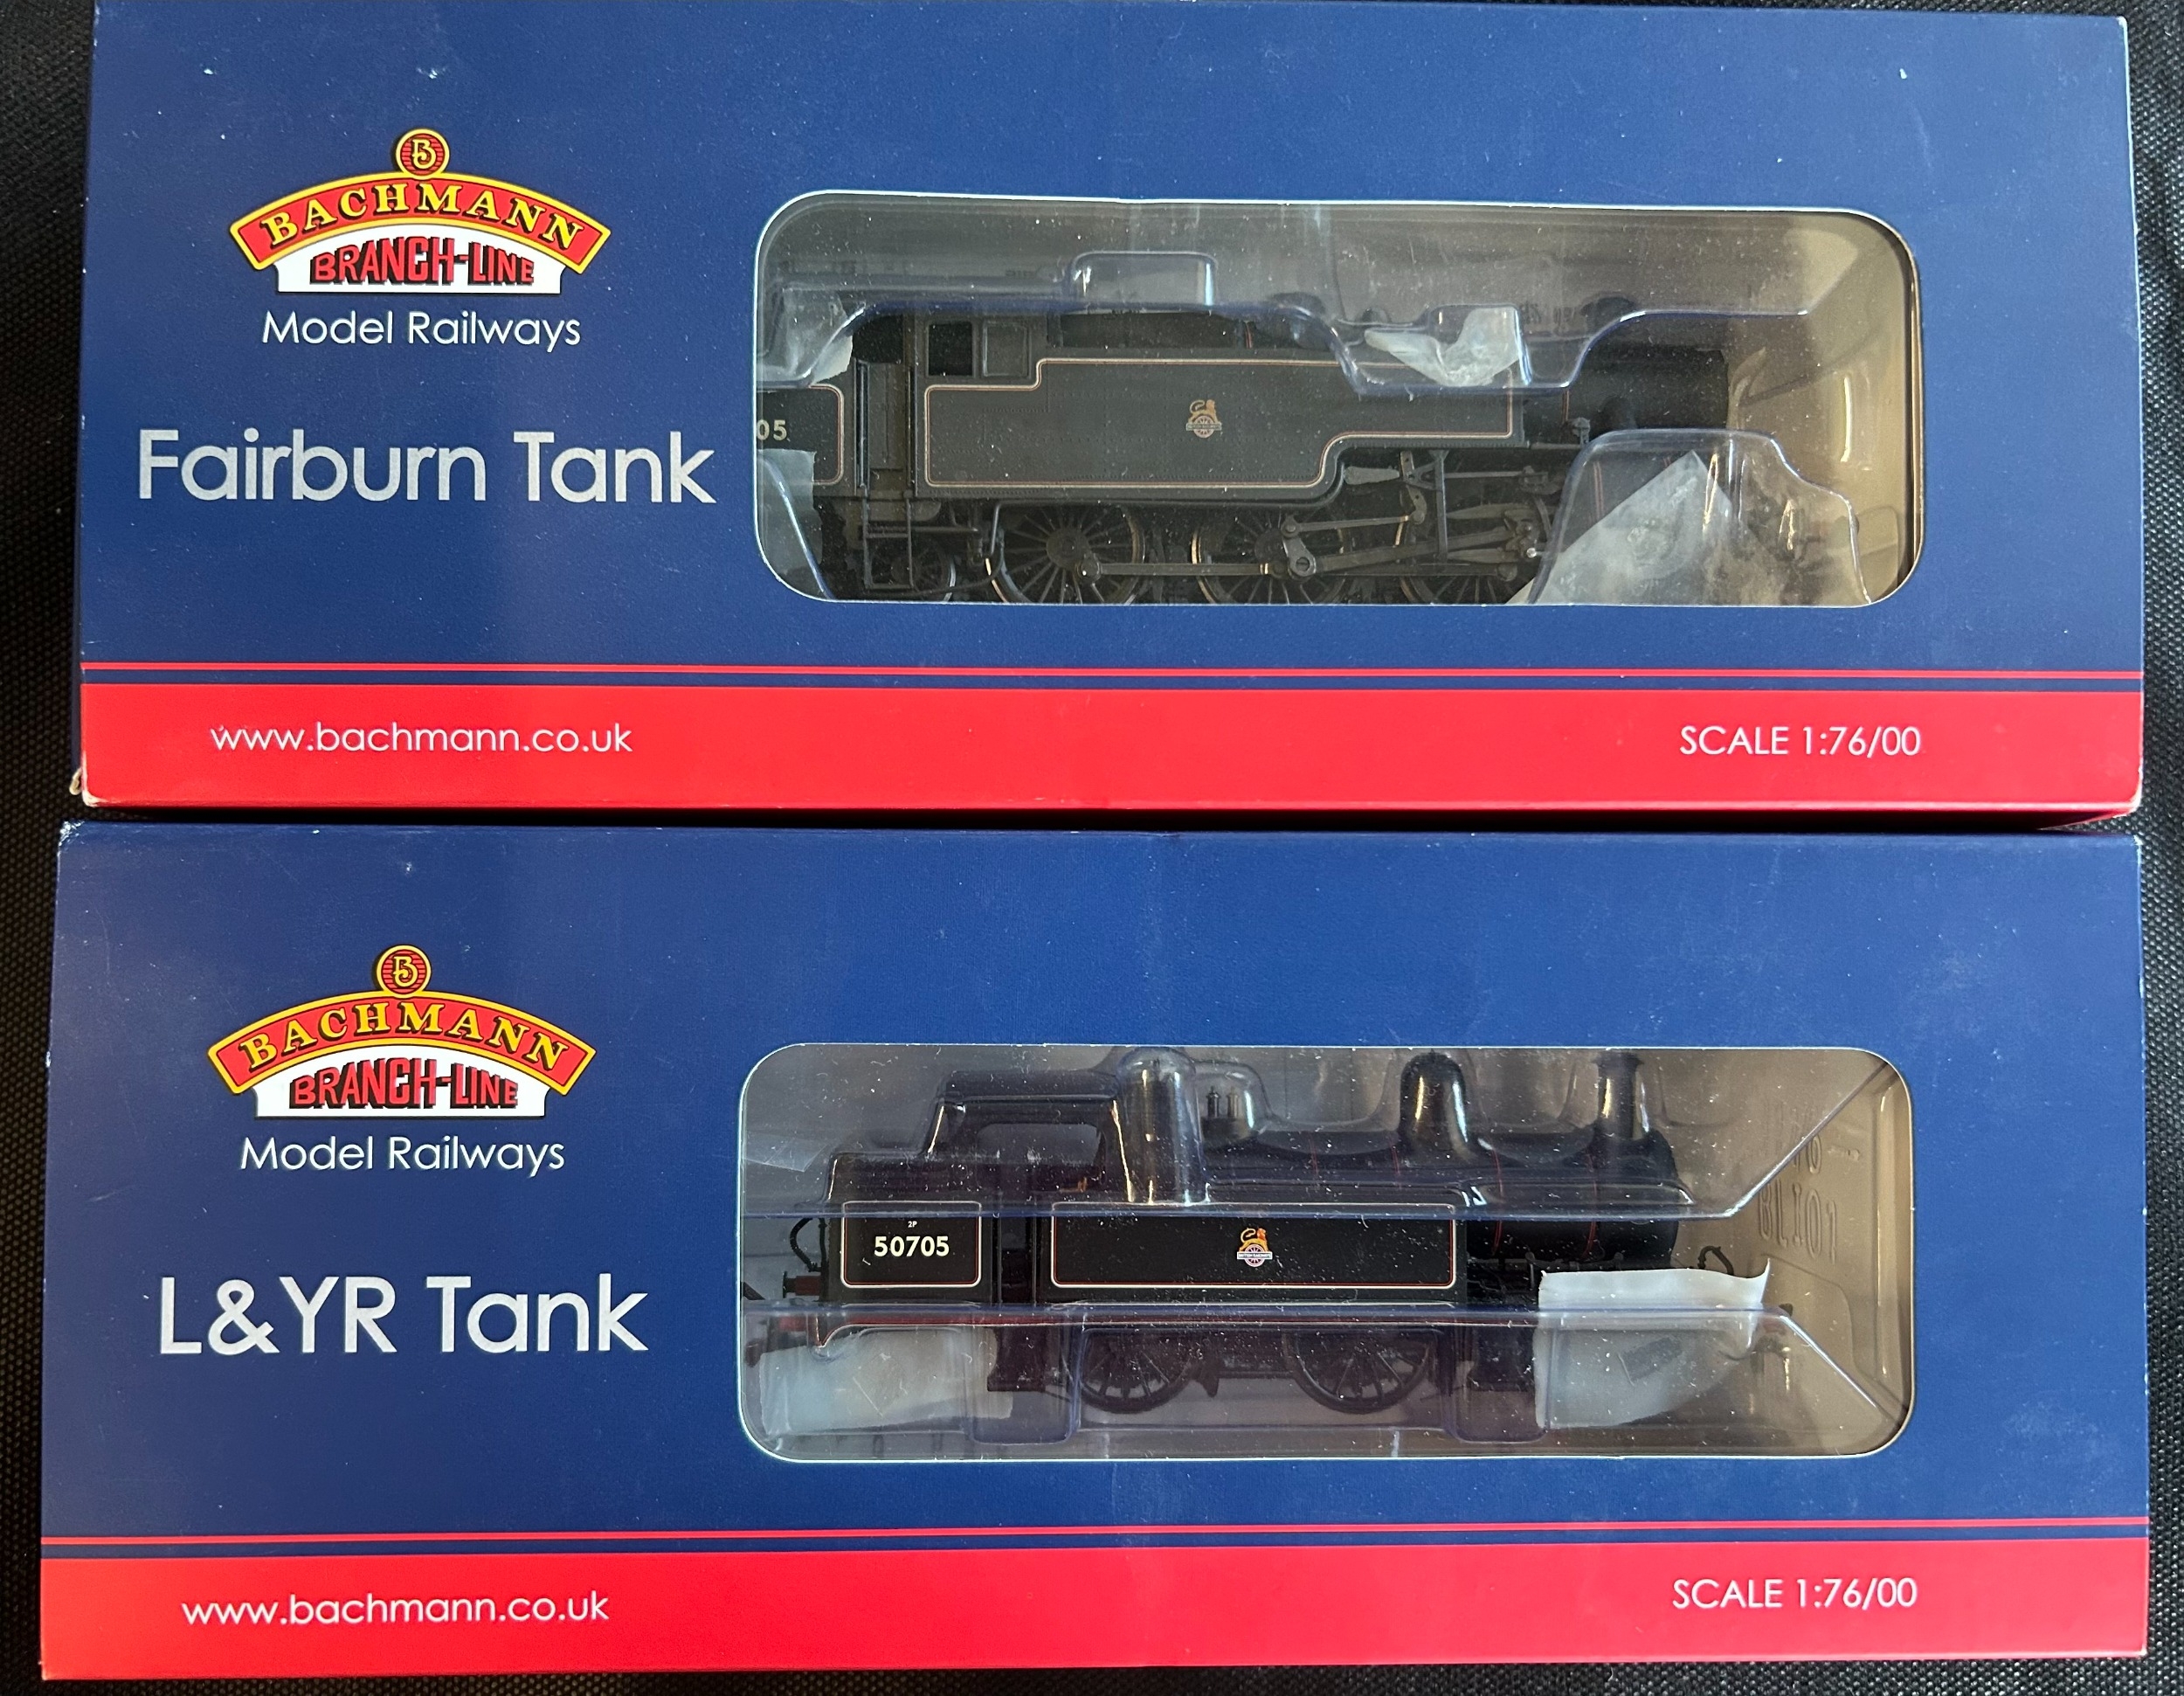 B
BACHMANN
BRANCH-LINE
Model Railways
Fairburn Tank
05
www.bachmann.co.uk
SCALE 1:76/00
B
BACHMANN
BRANCH-LINE
Model Railways
L&YR Tank
2P
50705
www.bachmann.co.uk
SCALE 1:76/00